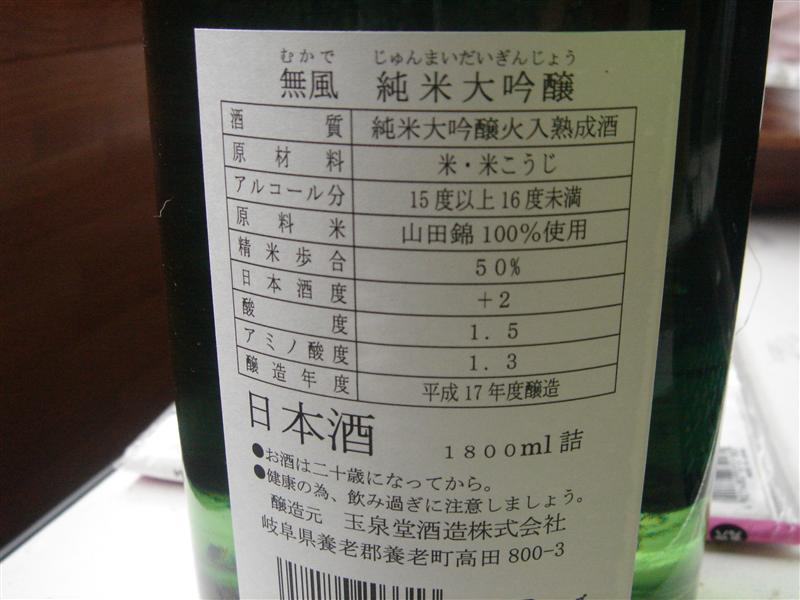 むかで じゅんまいだいぎんじょう
無風 純米大吟醸
酒質 純米大吟醸火入熟成酒
原材料 米・米こうじ
アルコール分 15度以上16度未満
原料米 山田錦100%使用
精米歩合 50%
日本酒度 +2
酸度 1.5
アミノ酸度 1.3
醸造年度 平成17年度醸造
日本酒 1800ml詰
●お酒は二十歳になってから。
●健康の為、飲み過ぎに注意しましょう。
醸造元 玉泉堂酒造株式会社
岐阜県養老郡養老町高田800-3